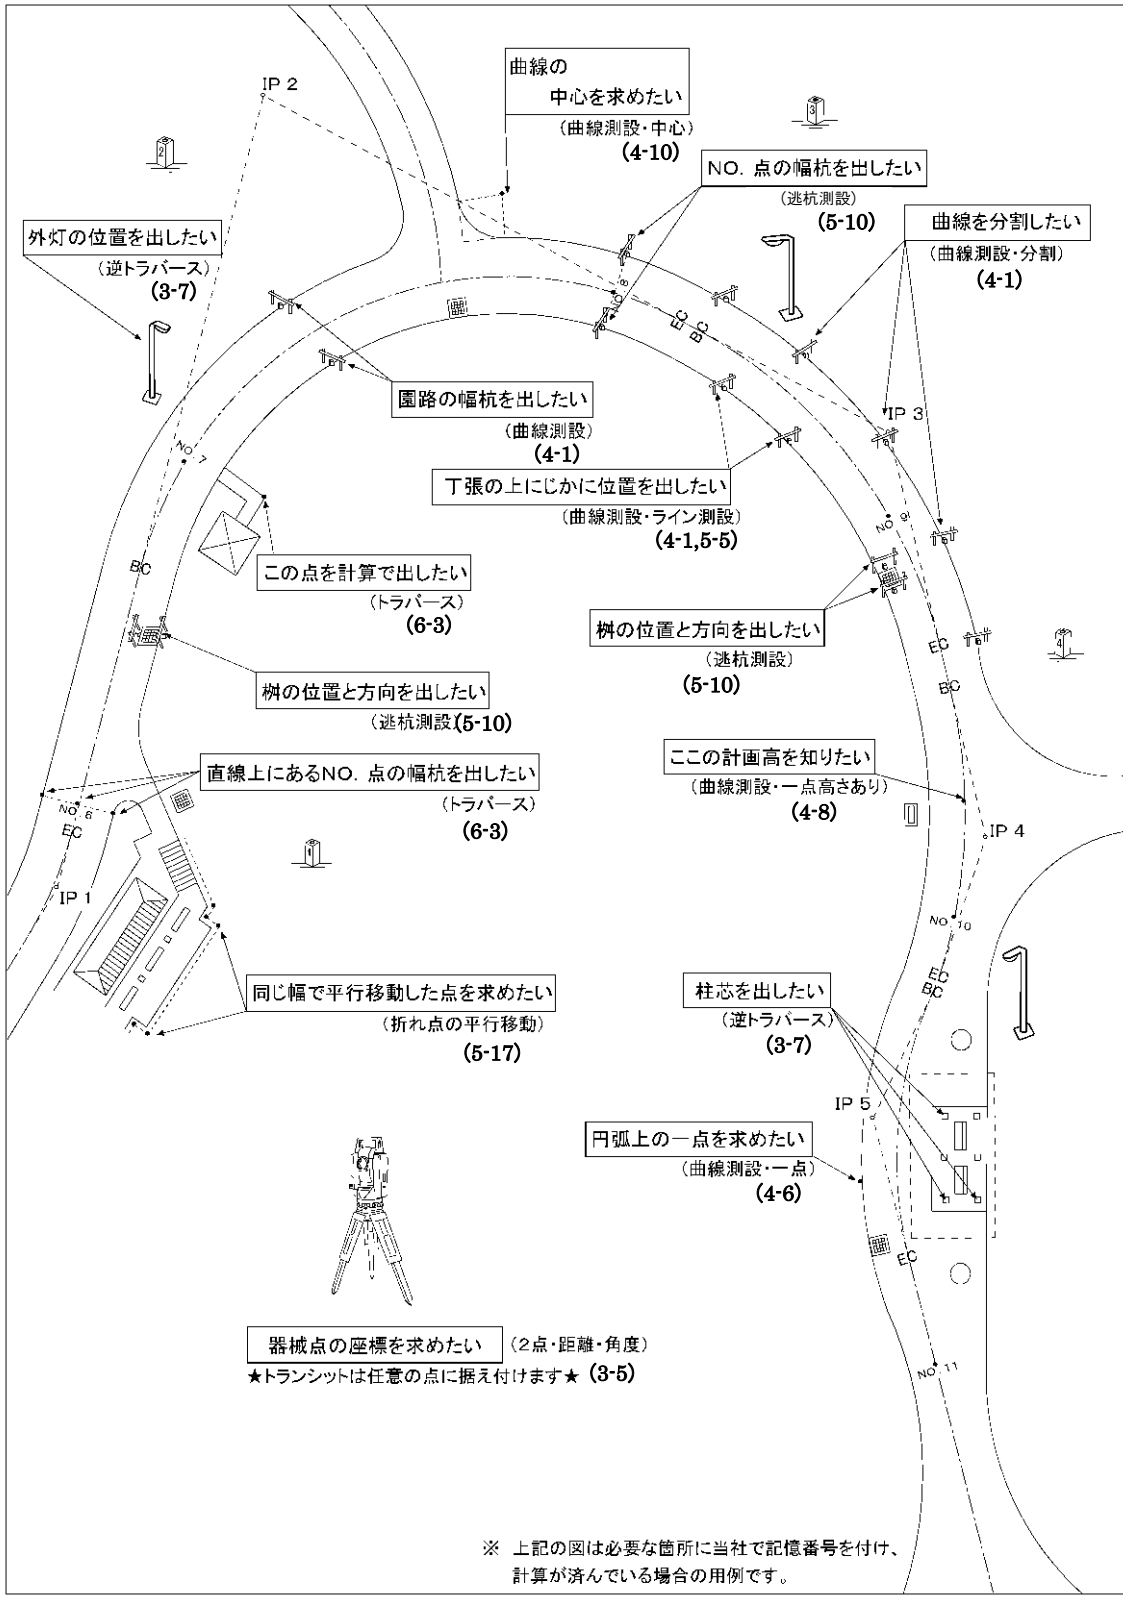 IP 2
曲線の
中心を求めたい
(曲線測設・中心)
(4-10)
3
2
NO. 点の幅杭を出したい
(逃杭測設)
(5-10)
曲線を分割したい
(曲線測設・分割)
(4-1)
外灯の位置を出したい
(逆トラバース)
(3-7)
EC
BC
園路の幅杭を出したい
(曲線測設)
(4-1)
IP 3
NO. 7
丁張の上にじかに位置を出したい
(曲線測設・ライン測設)
(4-1,5-5)
NO. 9
BC
この点を計算で出したい
(トラバース)
(6-3)
桝の位置と方向を出したい
(逃杭測設)
(5-10)
EC
BC
4
桝の位置と方向を出したい
(逃杭測設)(5-10)
直線上にあるNO. 点の幅杭を出したい
(トラバース)
(6-3)
ここの計画高を知りたい
(曲線測設・一点高さあり)
(4-8)
NO. 6
EC
IP 4
1
IP 1
NO. 10
同じ幅で平行移動した点を求めたい
(折れ点の平行移動)
(5-17)
EC
BC
柱芯を出したい
(逆トラバース)
(3-7)
IP 5
円弧上の一点を求めたい
(曲線測設・一点)
(4-6)
EC
器械点の座標を求めたい (2点・距離・角度)
★トランシットは任意の点に据え付けます★ (3-5)
NO. 11
※ 上記の図は必要な箇所に当社で記憶番号を付け、
計算が済んでいる場合の用例です。